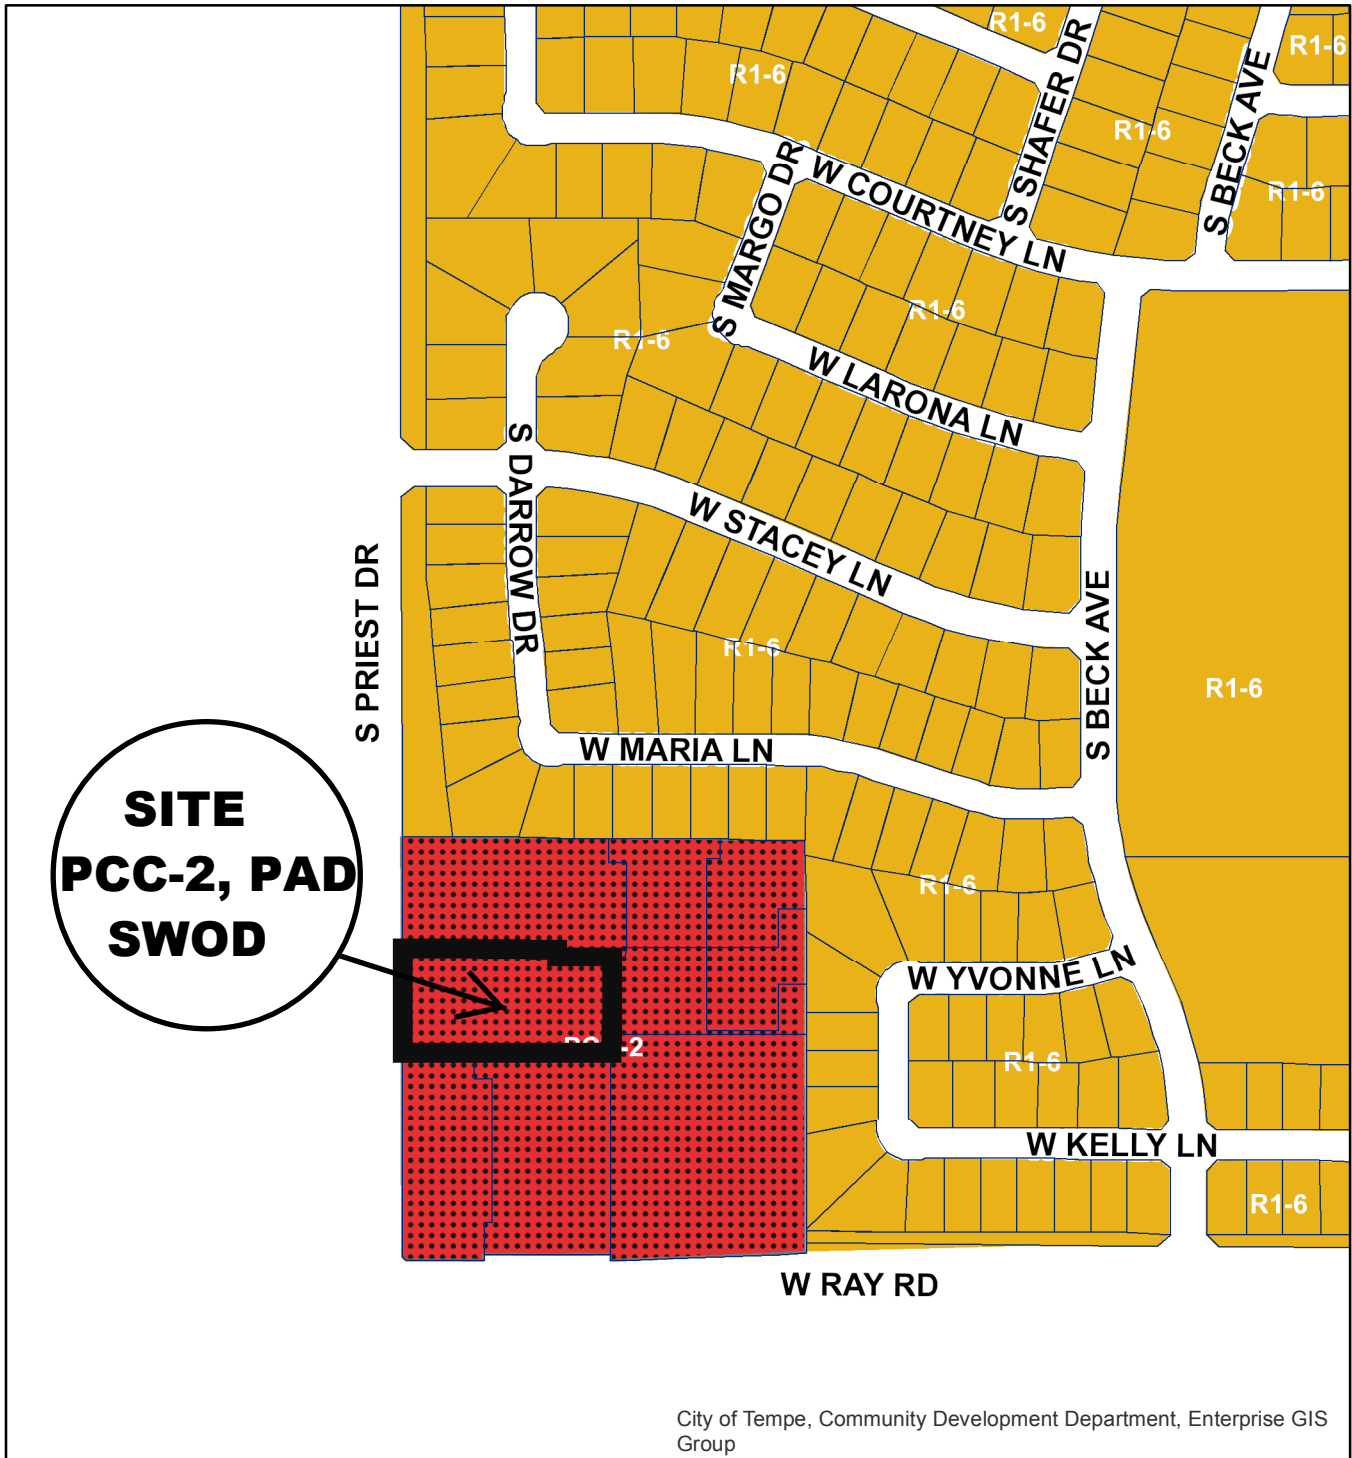 R1-6
R1-6
R1-6
R1-6
R1-6
S SHAFER DR
S BECK AVE
W COURTNEY LN
S MARGO DR
R1-6
R1-6
W LARONA LN
S DARROW DR
W STACEY LN
S PRIEST DR
S BECK AVE
R1-6
R1-6
W MARIA LN
SITE
PCC-2, PAD
SWOD
R1-6
W YVONNE LN
R1-6
W KELLY LN
R1-6
W RAY RD
City of Tempe, Community Development Department, Enterprise GIS
Group